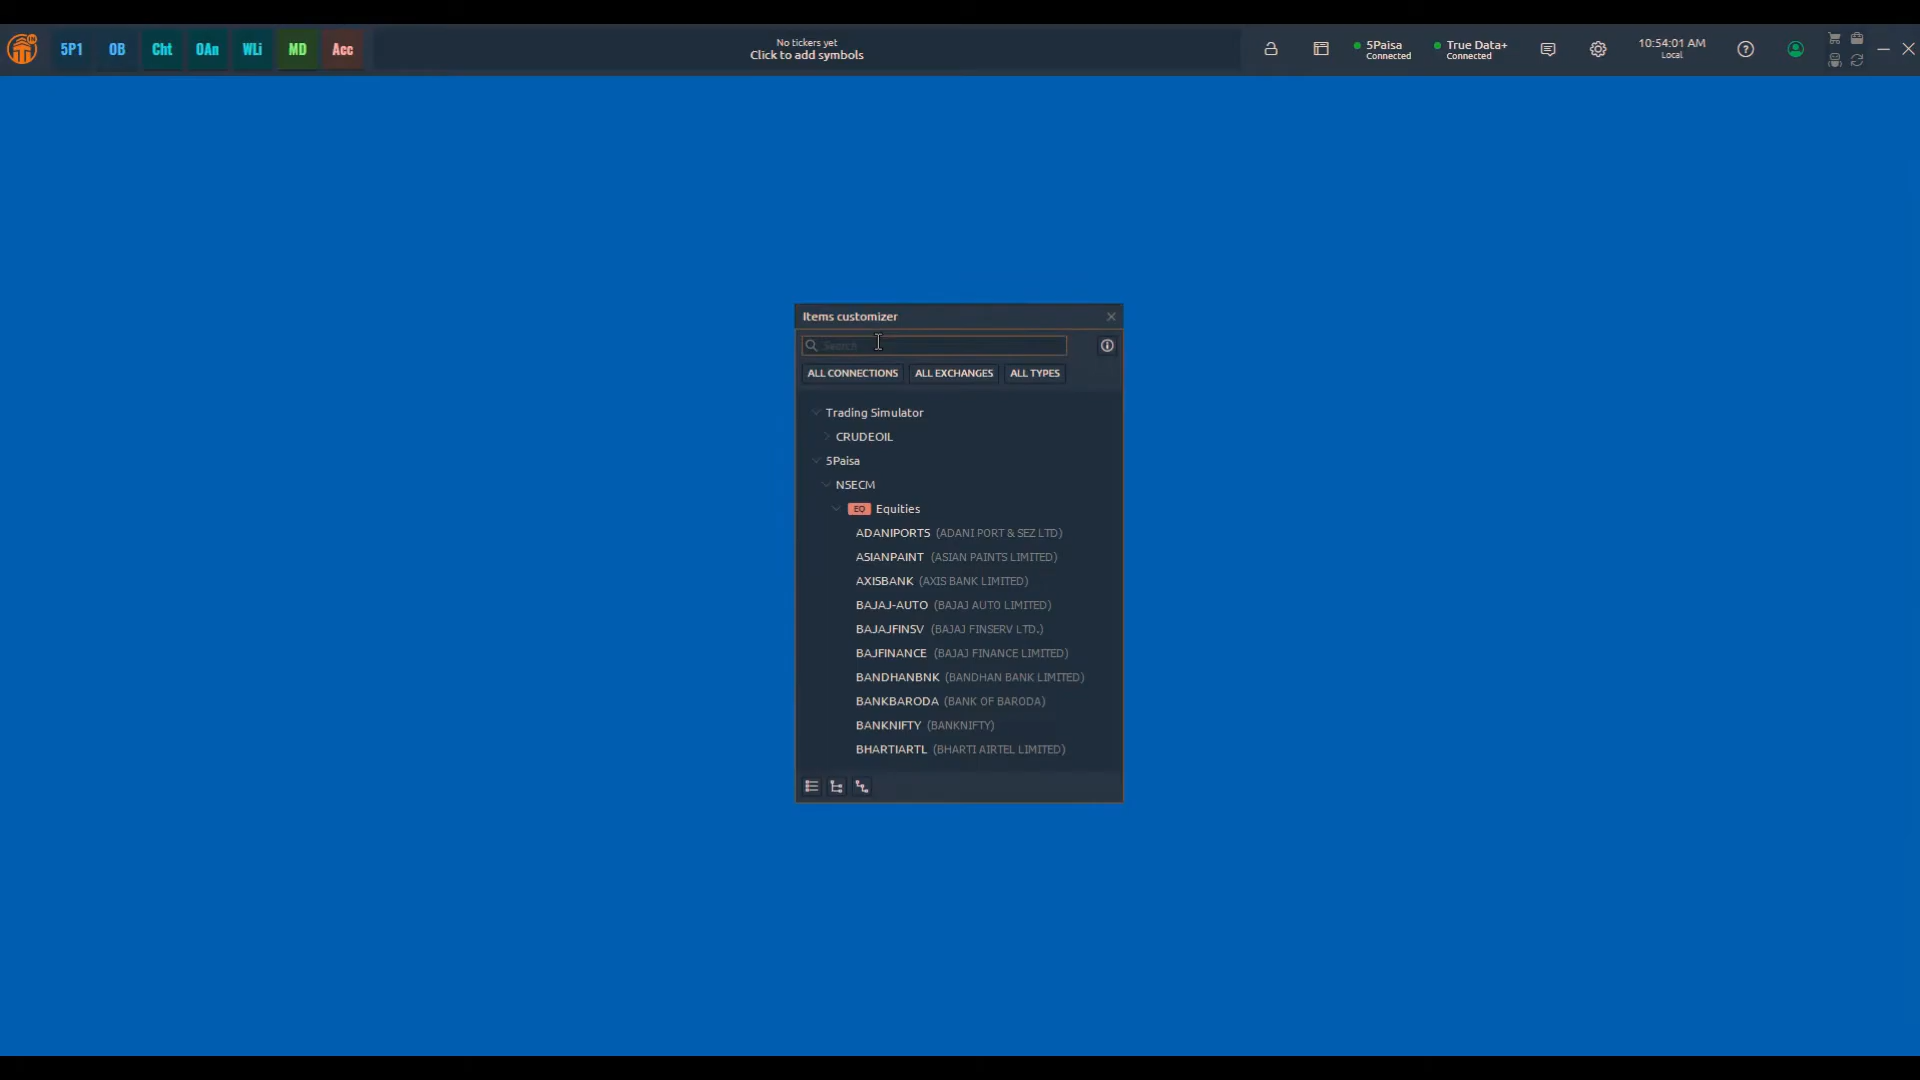 5P1 OB Cht OAn WLi MD Acc
No tickers yet
Click to add symbols
5Paisa
Connected
True Data+
Connected
10:54:01 AM
Local
Items customizer
Search
ALL CONNECTIONS ALL EXCHANGES ALL TYPES
Trading Simulator
CRUDEOIL
5Paisa
NSECM
EQ Equities
ADANIPORTS (ADANI PORT & SEZ LTD)
ASIANPAINT (ASIAN PAINTS LIMITED)
AXISBANK (AXIS BANK LIMITED)
BAJAJ-AUTO (BAJAJ AUTO LIMITED)
BAJAJFINSV (BAJAJ FINSERV LTD.)
BAJFINANCE (BAJAJ FINANCE LIMITED)
BANDHANBNK (BANDHAN BANK LIMITED)
BANKBARODA (BANK OF BARODA)
BANKNIFTY (BANKNIFTY)
BHARTIARTL (BHARTI AIRTEL LIMITED)